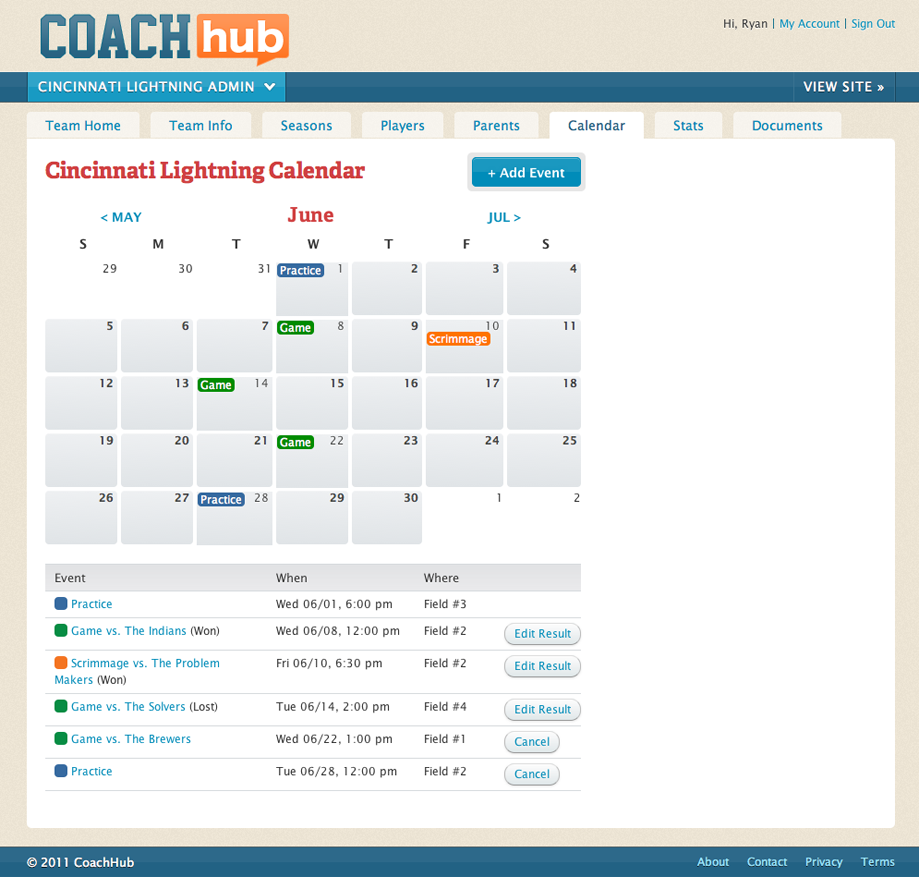 COACH hub
Hi, Ryan | My Account | Sign Out
CINCINNATI LIGHTNING ADMIN
VIEW SITE »
Team Home Team Info Seasons Players Parents Calendar Stats Documents
Cincinnati Lightning Calendar
+ Add Event
< MAY June JUL >
S M T W T F S
29 30 31 Practice 1 2 3 4
5 6 7 Game 8 9 10 11
Scrimmage
12 13 Game 14 15 16 17 18
19 20 21 Game 22 23 24 25
26 27 Practice 28 29 30 1 2
Event When Where
Practice Wed 06/01, 6:00 pm Field #3
Game vs. The Indians (Won) Wed 06/08, 12:00 pm Field #2 Edit Result
Scrimmage vs. The Problem Fri 06/10, 6:30 pm Field #2 Edit Result
Makers (Won)
Game vs. The Solvers (Lost) Tue 06/14, 2:00 pm Field #4 Edit Result
Game vs. The Brewers Wed 06/22, 1:00 pm Field #1 Cancel
Practice Tue 06/28, 12:00 pm Field #2 Cancel
© 2011 CoachHub
About Contact Privacy Terms